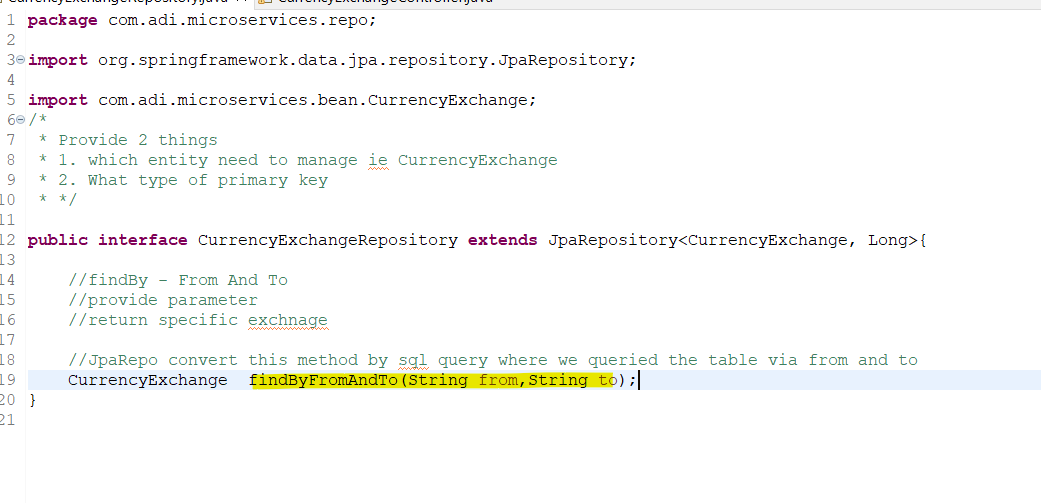 1 package com.adi.microservices.repo;
2
3 import org.springframework.data.jpa.repository.JpaRepository;
4
5 import com.adi.microservices.bean.CurrencyExchange;
6 /*
7 * Provide 2 things
8 * 1. which entity need to manage ie CurrencyExchange
9 * 2. What type of primary key
10 * */
11
12 public interface CurrencyExchangeRepository extends JpaRepository<CurrencyExchange, Long>{
13
14 //findBy - From And To
15 //provide parameter
16 //return specific exchnage
17
18 //JpaRepo convert this method by sql query where we queried the table via from and to
19 CurrencyExchange findByFromAndTo(String from,String to);
20 }
21